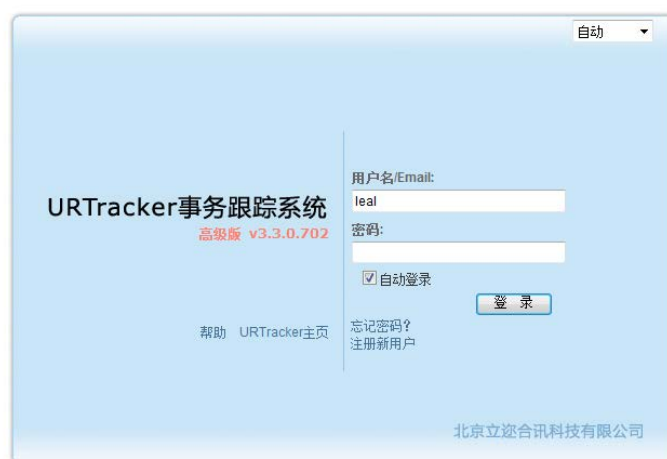 自动
用户名/Email:
leal
URTracker事务跟踪系统
高级版 v3.3.0.702
密码:
自动登录
登 录
帮助 URTracker主页
忘记密码?
注册新用户
北京立迩合讯科技有限公司